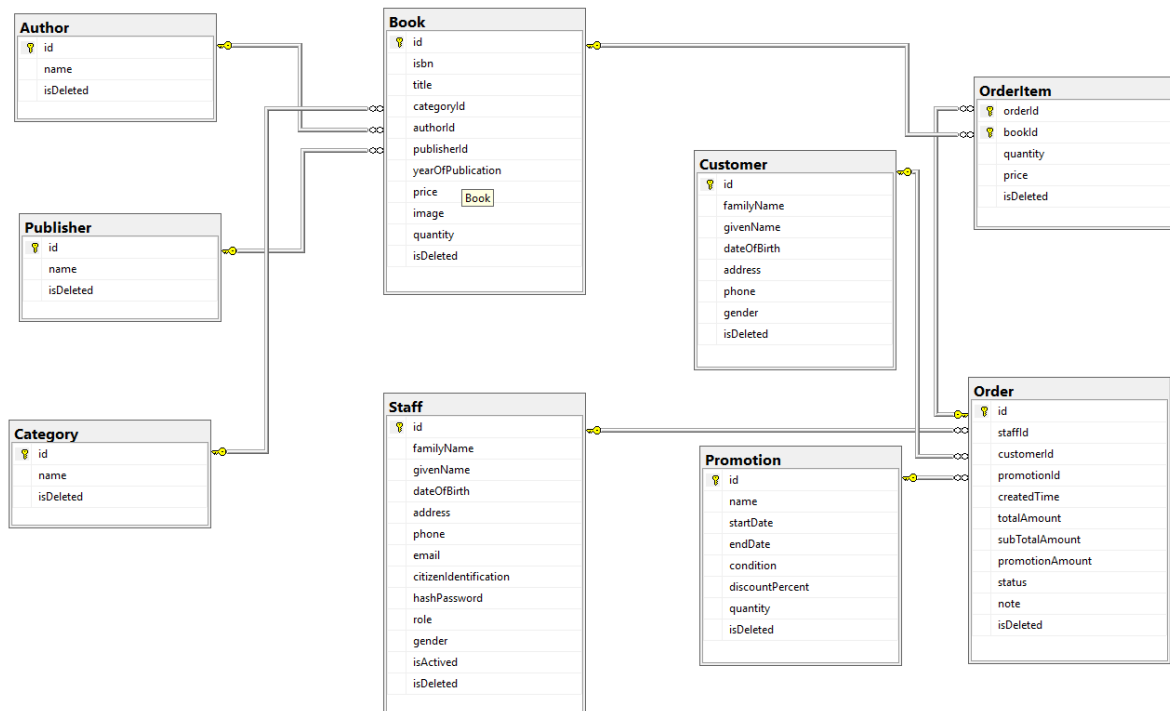 Author
id
name
isDeleted
Book
id
isbn
title
categoryId
authorId
publisherId
yearOfPublication
price
image
quantity
isDeleted
Book
OrderItem
orderId
bookId
quantity
price
isDeleted
Customer
id
familyName
givenName
dateOfBirth
address
phone
gender
isDeleted
Publisher
id
name
isDeleted
Category
id
name
isDeleted
Staff
id
familyName
givenName
dateOfBirth
address
phone
email
citizenIdentification
hashPassword
role
gender
isActived
isDeleted
Promotion
id
name
startDate
endDate
condition
discountPercent
quantity
isDeleted
Order
id
staffId
customerId
promotionId
createdTime
totalAmount
subTotalAmount
promotionAmount
status
note
isDeleted